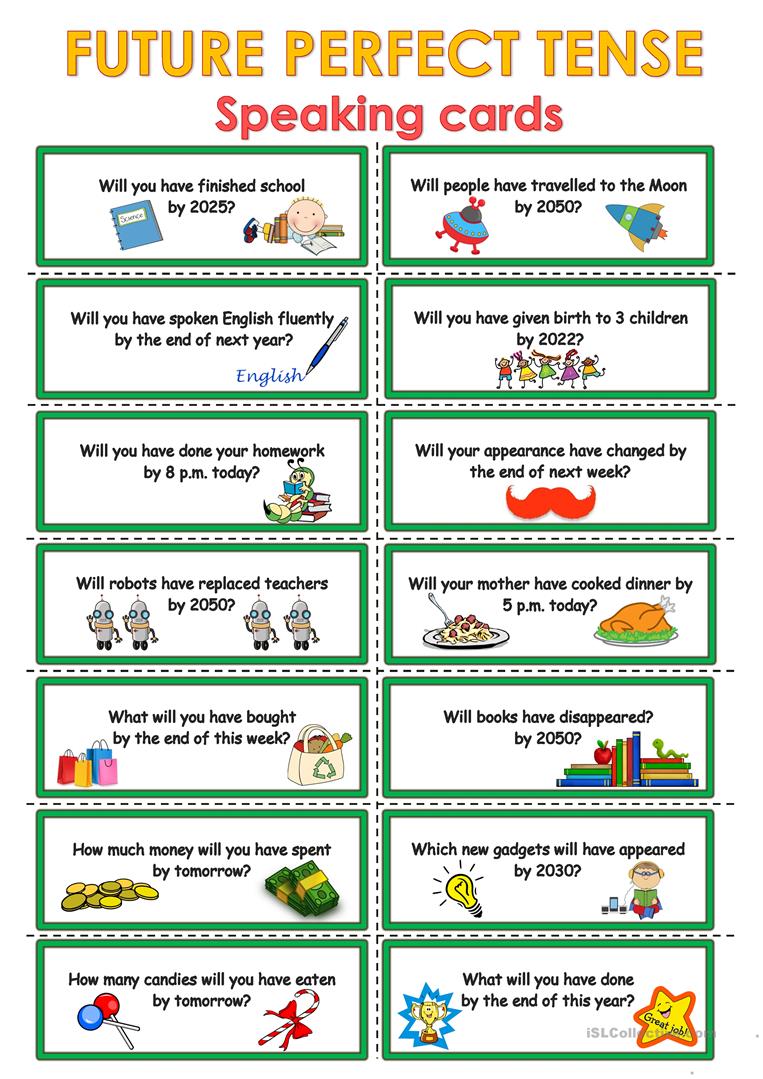 FUTURE PERFECT TENSE
Speaking cards
Will you have finished school
by 2025?
Science
Will people have travelled to the Moon
by 2050?
Will you have spoken English fluently
by the end of next year?
English
Will you have given birth to 3 children
by 2022?
Will you have done your homework
by 8 p.m. today?
Will your appearance have changed by
the end of next week?
Will robots have replaced teachers
by 2050?
Will your mother have cooked dinner by
5 p.m. today?
What will you have bought
by the end of this week?
Will books have disappeared?
by 2050?
How much money will you have spent
by tomorrow?
Which new gadgets will have appeared
by 2030?
How many candies will you have eaten
by tomorrow?
What will you have done
by the end of this year?
Great job!